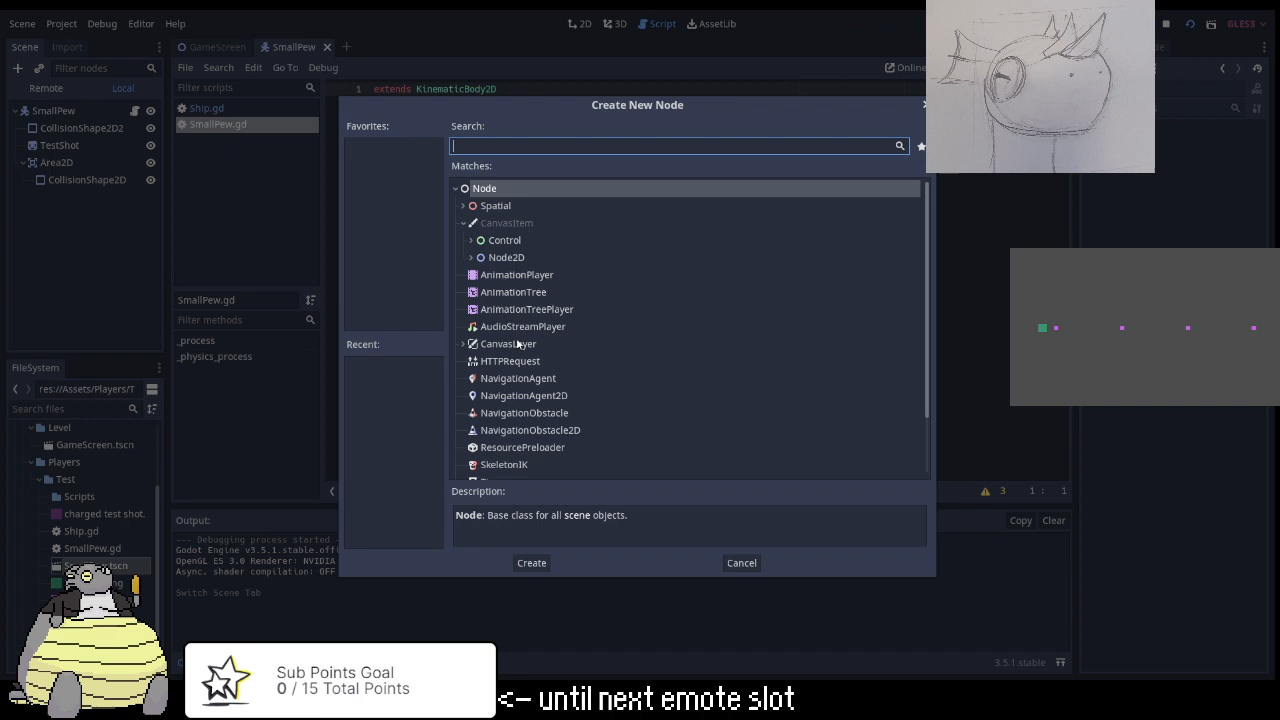 Scene Project Debug Editor Help
2D 3D Script AssetLib
GLES3
Scene Import
GameScreen SmallPew
Filter nodes
File Search Edit Go To Debug
Online
Remote Local
Filter scripts
1 extends KinematicBody2D
SmallPew
CollisionShape2D2
TestShot
Area2D
CollisionShape2D
Ship.gd
SmallPew.gd
SmallPew.gd
Filter methods
_process
_physics_process
Create New Node
Favorites:
Search:
Matches:
Node
Spatial
CanvasItem
Control
Node2D
AnimationPlayer
AnimationTree
AnimationTreePlayer
AudioStreamPlayer
CanvasLayer
HTTPRequest
NavigationAgent
NavigationAgent2D
NavigationObstacle
NavigationObstacle2D
ResourcePreloader
SkeletonIK
Recent:
Description:
Node: Base class for all scene objects.
Create Cancel
3 1 : 1
FileSystem
res://Assets/Players/T
Search files
Level
GameScreen.tscn
Players
Test
Scripts
charged test shot.
Ship.gd
SmallPew.gd
Output:
Copy Clear
--- Debugging process started
Godot Engine v3.5.1.stable.offi
OpenGL ES 3.0 Renderer: NVIDIA
Async. shader compilation: OFF
Switch Scene Tab
3.5.1.stable
Sub Points Goal
0 / 15 Total Points
<- until next emote slot